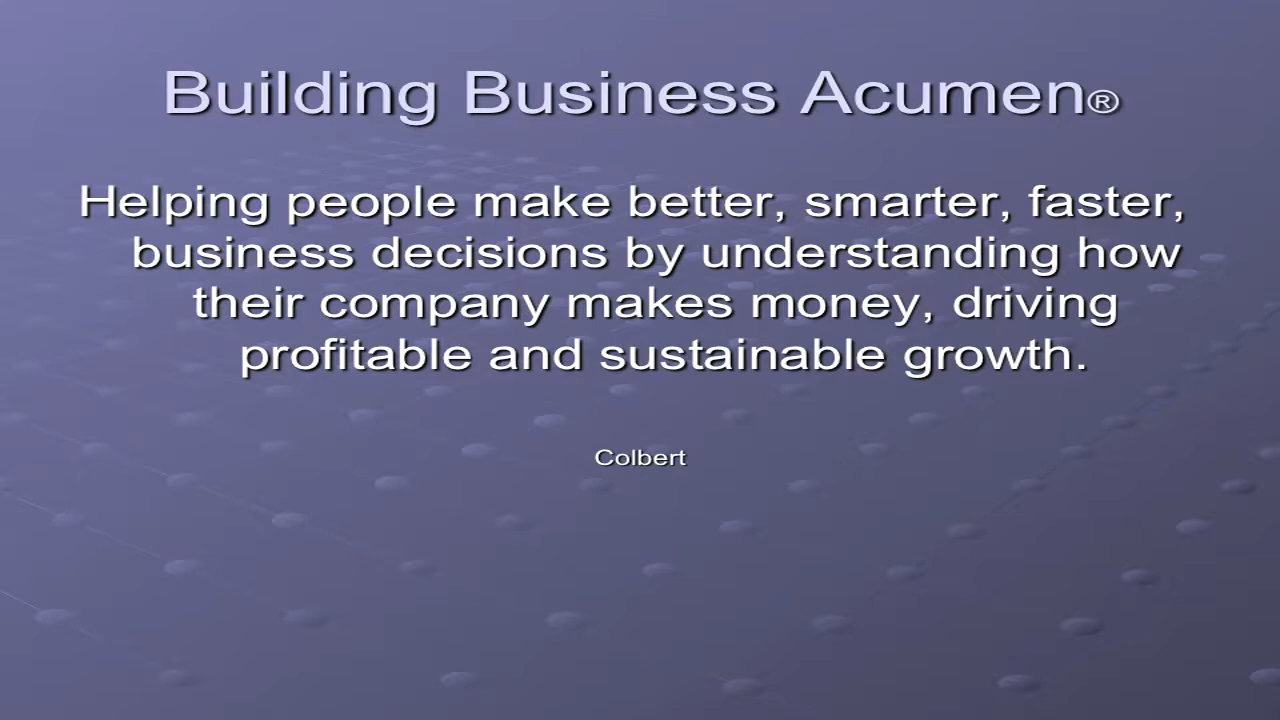 Building Business Acumen®
Helping people make better, smarter, faster,
business decisions by understanding how
their company makes money, driving
profitable and sustainable growth.
Colbert